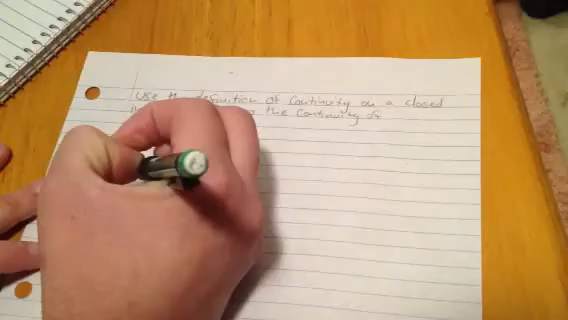 Use the definition of Continuity on a closed
the Continuity of